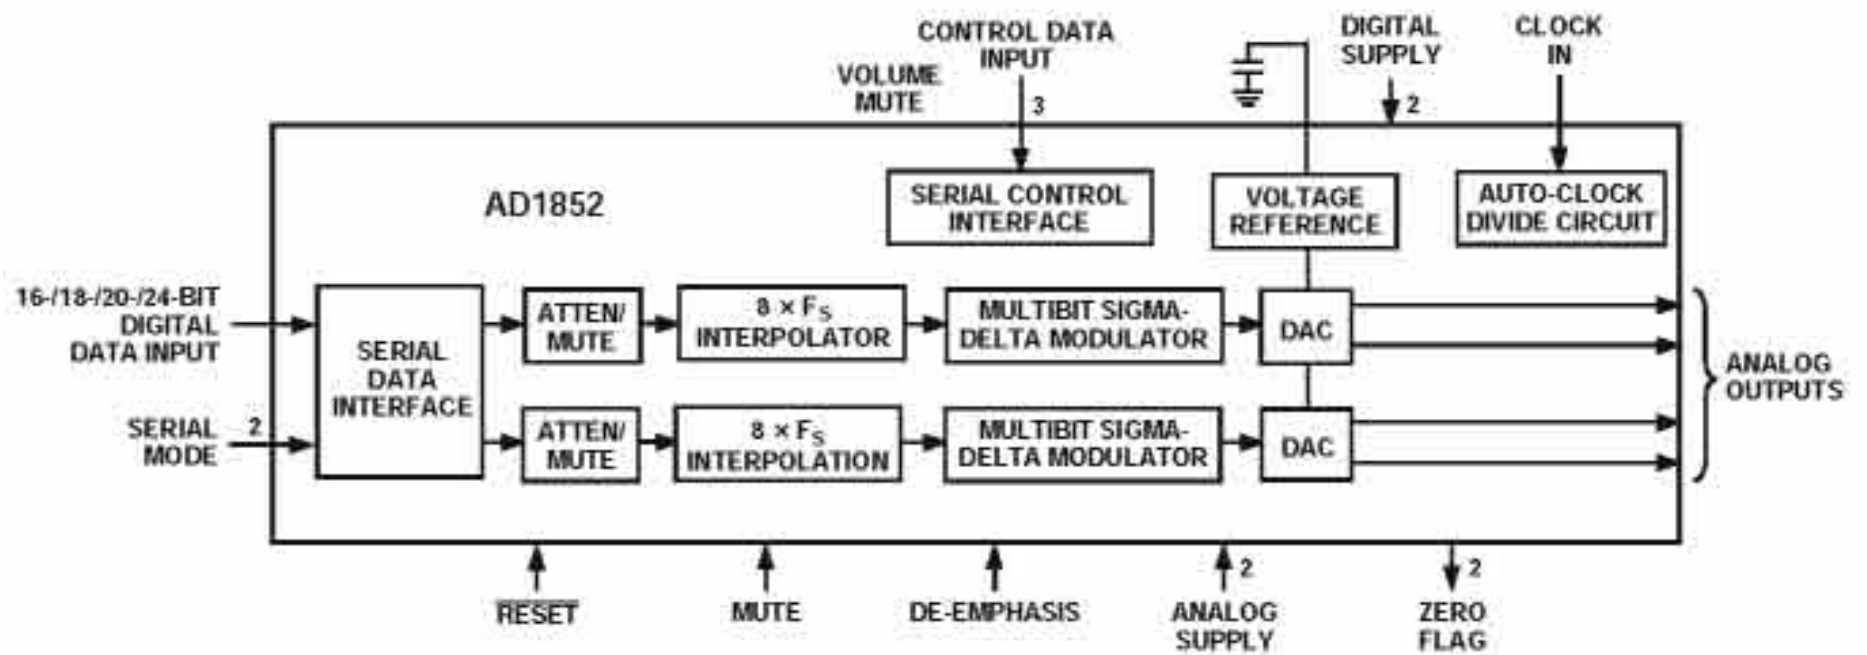 CONTROL DATA
INPUT
VOLUME
MUTE
3
DIGITAL
SUPPLY
2
CLOCK
IN
AD1852
SERIAL CONTROL
INTERFACE
VOLTAGE
REFERENCE
AUTO-CLOCK
DIVIDE CIRCUIT
16-/18-/20-/24-BIT
DIGITAL
DATA INPUT
SERIAL
MODE
2
SERIAL
DATA
INTERFACE
ATTEN/
MUTE
8 × FS
INTERPOLATOR
MULTIBIT SIGMA-
DELTA MODULATOR
DAC
ATTEN/
MUTE
8 × FS
INTERPOLATION
MULTIBIT SIGMA-
DELTA MODULATOR
DAC
ANALOG
OUTPUTS
RESET
MUTE
DE-EMPHASIS
2
ANALOG
SUPPLY
2
ZERO
FLAG